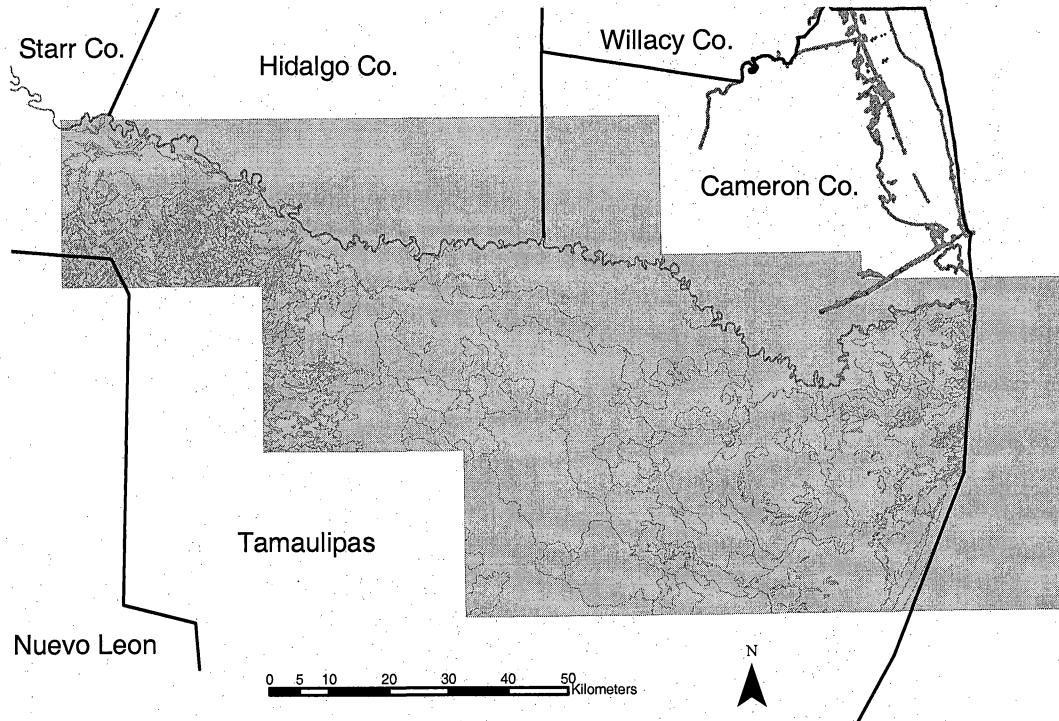 Starr Co.
Hidalgo Co.
Willacy Co.
Cameron Co.
Tamaulipas
Nuevo Leon
N
0 5 10 20 30 40 50
Kilometers